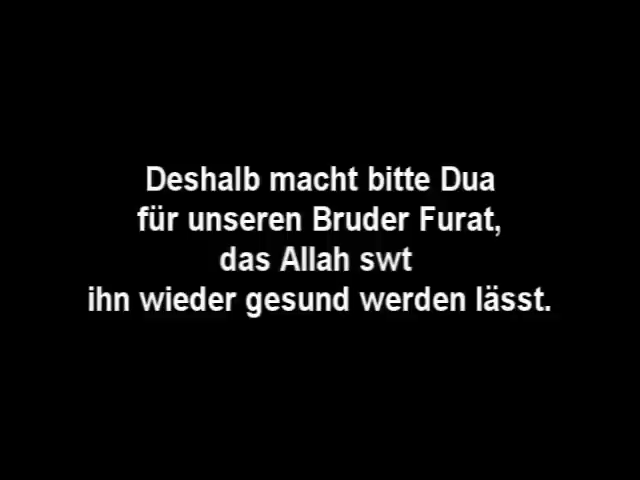 Deshalb macht bitte Dua
für unseren Bruder Furat,
das Allah swt
ihn wieder gesund werden lässt.